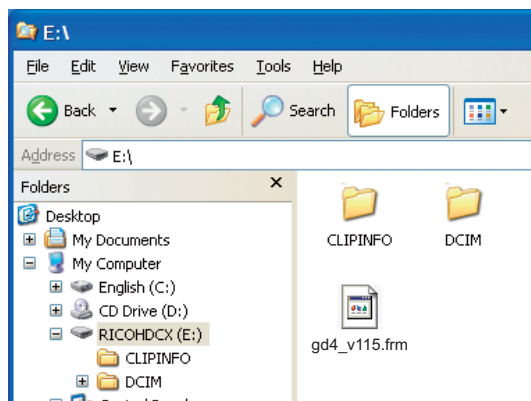 E:\
File Edit View Favorites Tools Help
Back Search Folders
Address E:\
Folders
Desktop
My Documents
My Computer
English (C:)
CD Drive (D:)
RICOHDCX (E:)
CLIPINFO
DCIM
CLIPINFO DCIM
gd4_v115.frm